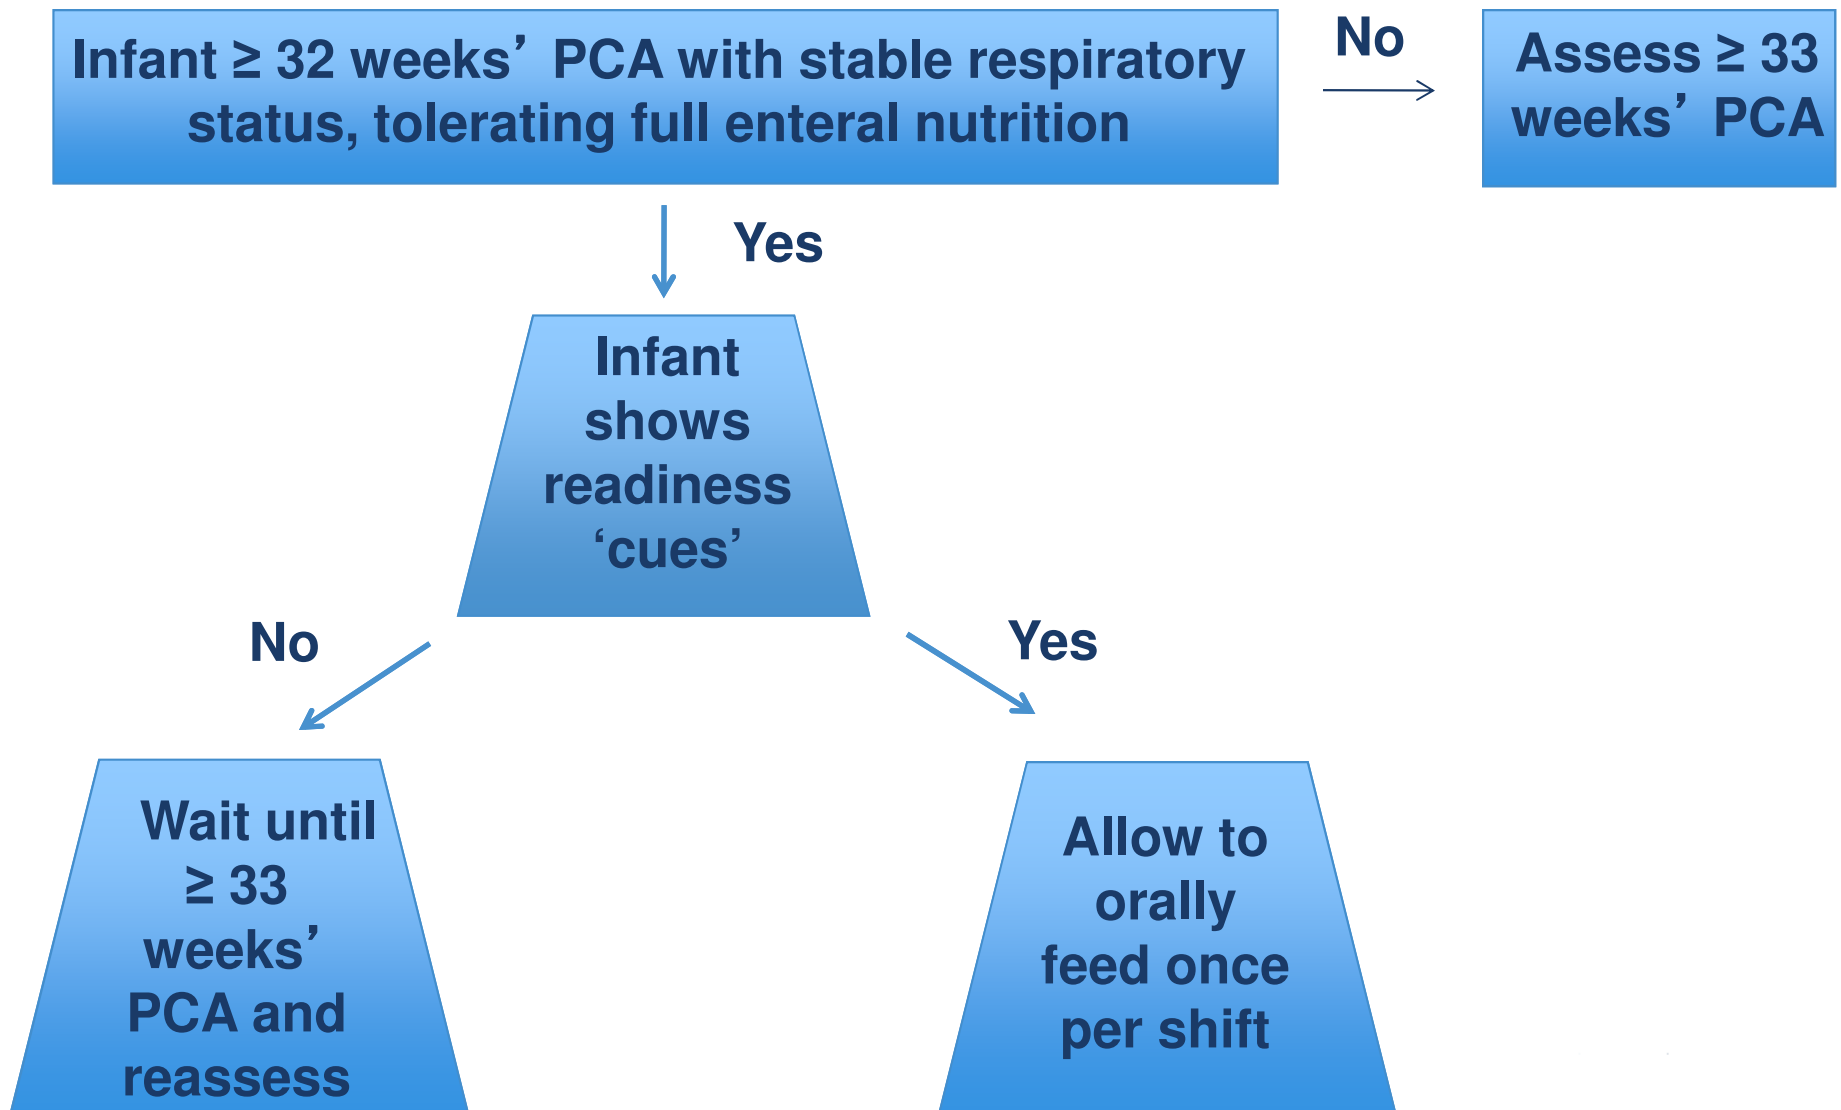 Infant ≥ 32 weeks’ PCA with stable respiratory
status, tolerating full enteral nutrition
No
Assess ≥ 33
weeks’ PCA
Yes
Infant
shows
readiness
‘cues’
No
Yes
Wait until
≥ 33
weeks’
PCA and
reassess
Allow to
orally
feed once
per shift